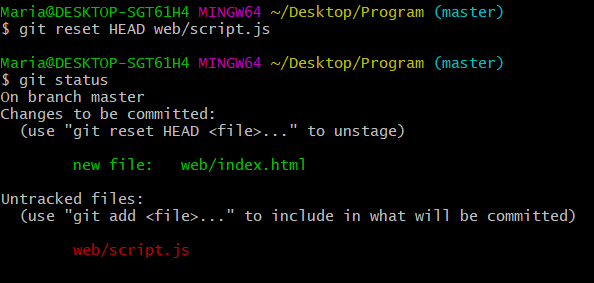 Maria@DESKTOP-SGT61H4 MINGW64 ~/Desktop/Program (master)
$ git reset HEAD web/script.js
Maria@DESKTOP-SGT61H4 MINGW64 ~/Desktop/Program (master)
$ git status
On branch master
Changes to be committed:
  (use "git reset HEAD <file>..." to unstage)
        new file:   web/index.html
Untracked files:
  (use "git add <file>..." to include in what will be committed)
        web/script.js